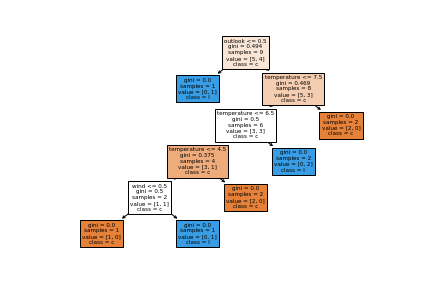 outlook <= 0.5
gini = 0.494
samples = 9
value = [5, 4]
class = c
gini = 0.0
samples = 1
value = [0, 1]
class = l
temperature <= 7.5
gini = 0.469
samples = 8
value = [5, 3]
class = c
temperature <= 6.5
gini = 0.5
samples = 6
value = [3, 3]
class = c
gini = 0.0
samples = 2
value = [2, 0]
class = c
temperature <= 4.5
gini = 0.375
samples = 4
value = [3, 1]
class = c
gini = 0.0
samples = 2
value = [0, 2]
class = l
wind <= 0.5
gini = 0.5
samples = 2
value = [1, 1]
class = c
gini = 0.0
samples = 2
value = [2, 0]
class = c
gini = 0.0
samples = 1
value = [1, 0]
class = c
gini = 0.0
samples = 1
value = [0, 1]
class = l